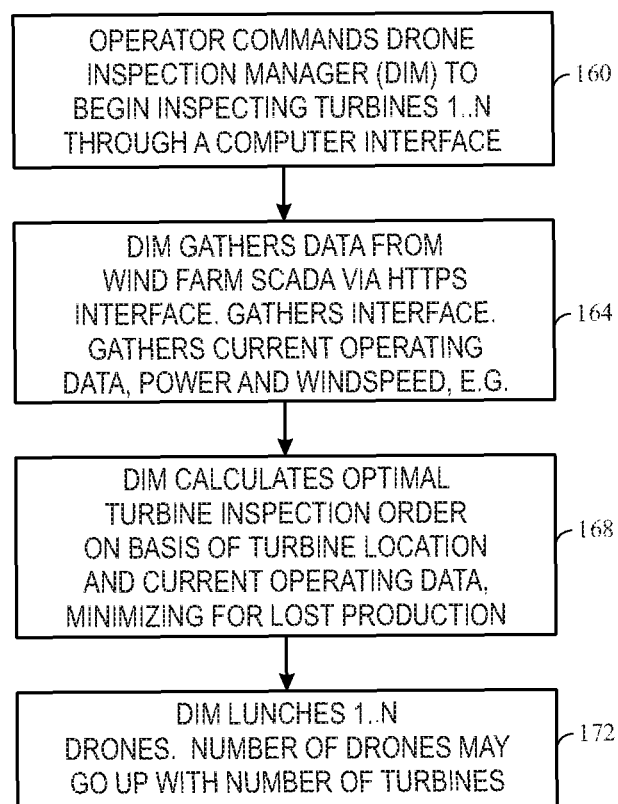 OPERATOR COMMANDS DRONE
INSPECTION MANAGER (DIM) TO
BEGIN INSPECTING TURBINES 1..N
THROUGH A COMPUTER INTERFACE
160
DIM GATHERS DATA FROM
WIND FARM SCADA VIA HTTPS
INTERFACE. GATHERS INTERFACE.
GATHERS CURRENT OPERATING
DATA, POWER AND WINDSPEED, E.G.
164
DIM CALCULATES OPTIMAL
TURBINE INSPECTION ORDER
ON BASIS OF TURBINE LOCATION
AND CURRENT OPERATING DATA,
MINIMIZING FOR LOST PRODUCTION
168
DIM LUNCHES 1..N
DRONES. NUMBER OF DRONES MAY
GO UP WITH NUMBER OF TURBINES
172